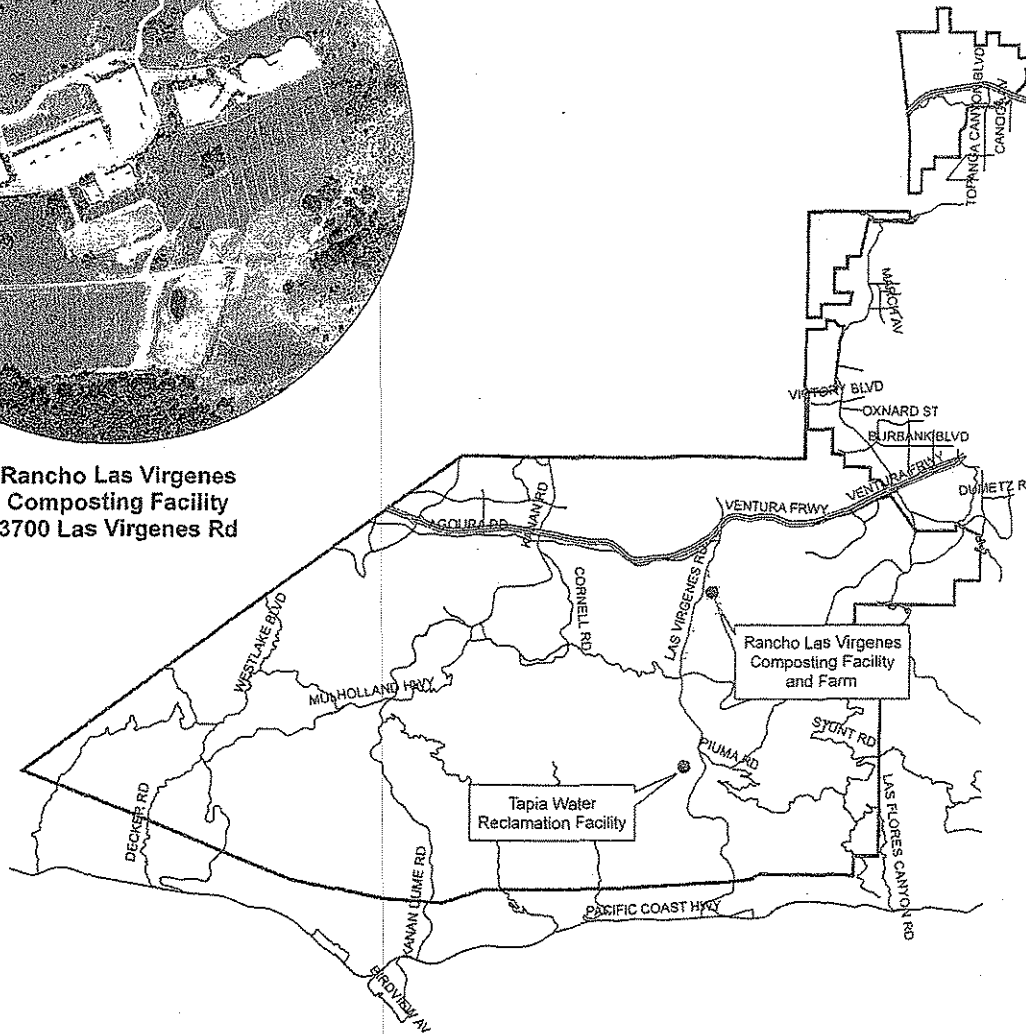 TOPANGA CANYON BLVD
CANOGA AV
MARCH AV
VICTORY BLVD
OXNARD ST
BURBANK BLVD
VENTURA FRWY
DUMETZ R
Rancho Las Virgenes
Composting Facility
3700 Las Virgenes Rd
AGOURA RD
KANAN RD
VENTURA FRWY
CORNELL RD
LAS VIRGENES RD
Rancho Las Virgenes
Composting Facility
and Farm
WESTLAKE BLVD
MULHOLLAND HWY
STUNT RD
PIUMA RD
Tapia Water
Reclamation Facility
DECKER RD
LAS FLORES CANYON RD
KANAN DUME RD
PACIFIC COAST HWY
BIRDVIEW AV